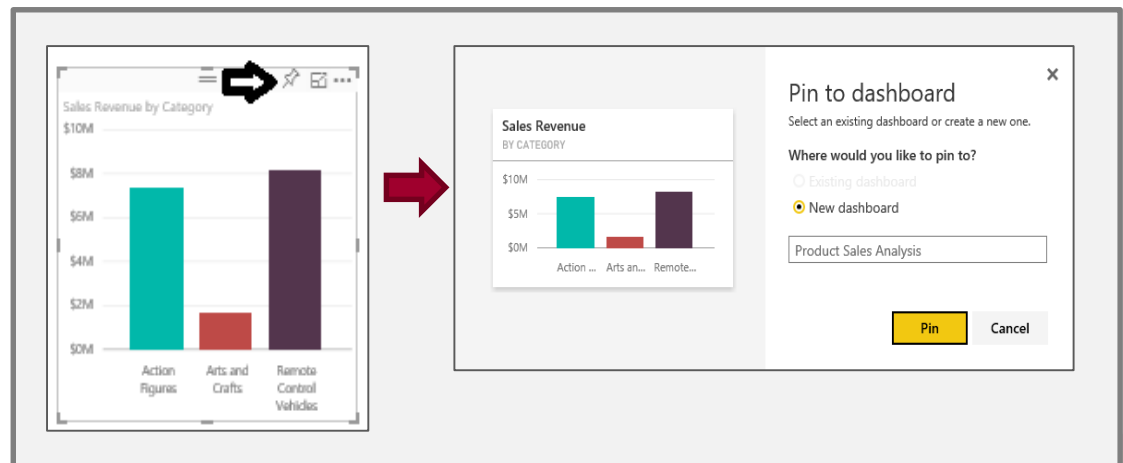 Sales Revenue by Category
$10M
$8M
$6M
$4M
$2M
$0M
Action
Figures
Arts and
Crafts
Remote
Control
Vehicles
Sales Revenue
BY CATEGORY
$10M
$5M
$0M
Action ...
Arts an...
Remote...
Pin to dashboard
Select an existing dashboard or create a new one.
Where would you like to pin to?
Existing dashboard
New dashboard
Product Sales Analysis
Pin
Cancel